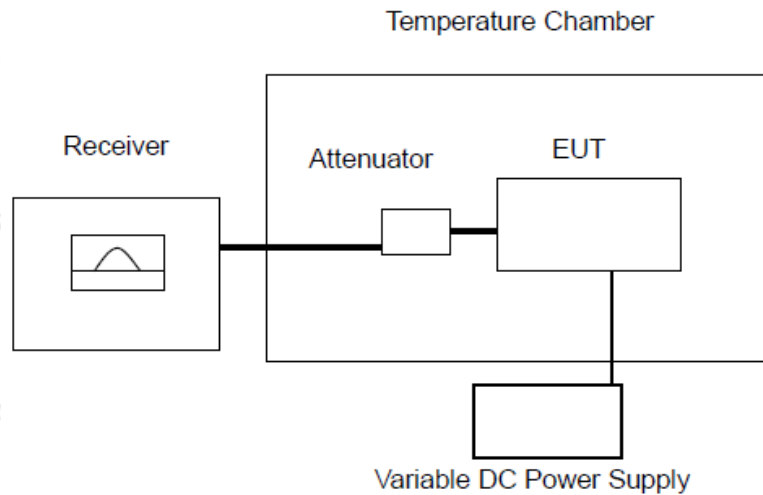 Temperature Chamber
Receiver
Attenuator
EUT
Variable DC Power Supply